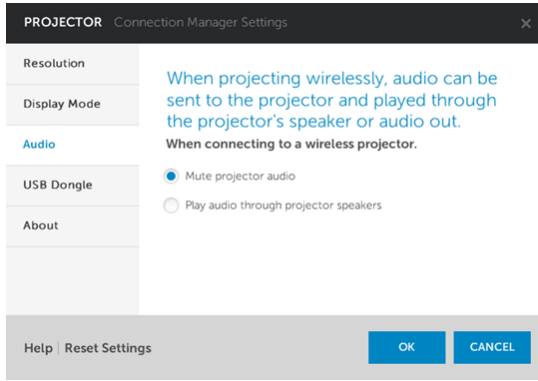 PROJECTOR Connection Manager Settings
Resolution
Display Mode
Audio
USB Dongle
About
When projecting wirelessly, audio can be
sent to the projector and played through
the projector's speaker or audio out.
When connecting to a wireless projector.
Mute projector audio
Play audio through projector speakers
Help | Reset Settings
OK
CANCEL